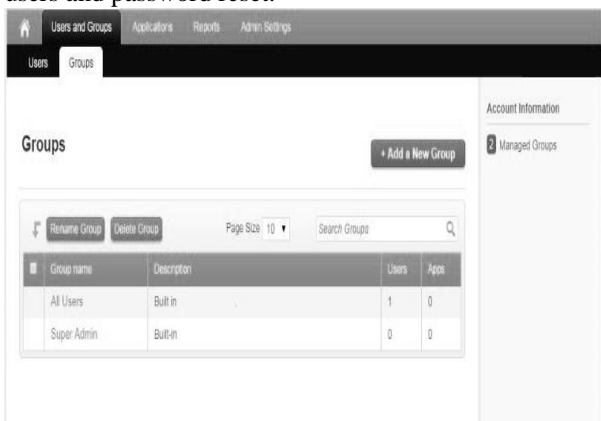 users and password reset.
Users and Groups Applications Reports Admin Settings
Users Groups
Account Information
Groups
+ Add a New Group
2 Managed Groups
Rename Group Delete Group Page Size 10 Search Groups
Group name Description Users Apps
All Users Built in 1 0
Super Admin Built-in 0 0